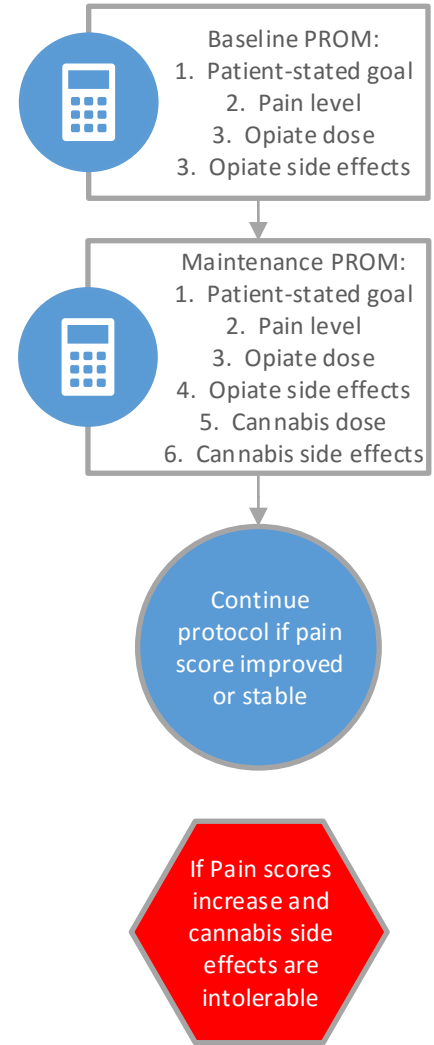 Baseline PROM:
1. Patient-stated goal
2. Pain level
3. Opiate dose
3. Opiate side effects
Maintenance PROM:
1. Patient-stated goal
2. Pain level
3. Opiate dose
4. Opiate side effects
5. Cannabis dose
6. Cannabis side effects
Continue
protocol if pain
score improved
or stable
If Pain scores
increase and
cannabis side
effects are
intolerable